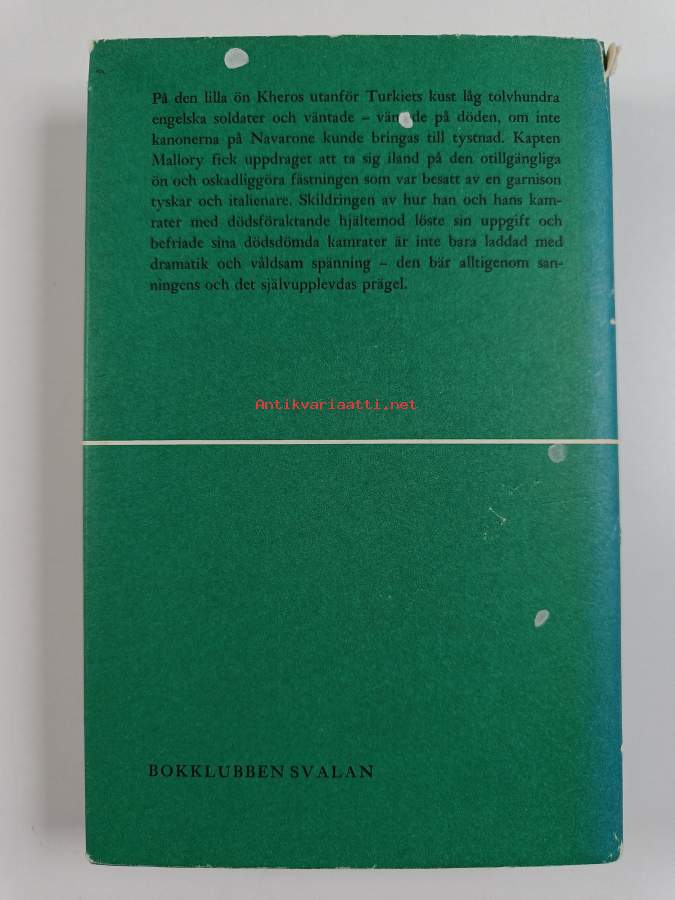 På den lilla ön Kheros utanför Turkiets kust låg tolvhundra
engelska soldater och väntade – väntade på döden, om inte
kanonerna på Navarone kunde bringas till tystnad. Kapten
Mallory fick uppdraget att ta sig iland på den otillgängliga
ön och oskadliggöra fästningen som var besatt av en garnison
tyskar och italienare. Skildringen av hur han och hans kam-
rater med dödsföraktande hjältemod löste sin uppgift och
befriade sina dödsdömda kamrater är inte bara laddad med
dramatik och våldsam spänning – den bär alltigenom san-
ningens och det självupplevdas prägel.
Antikvariaatti.net
BOKKLUBBEN SVALAN